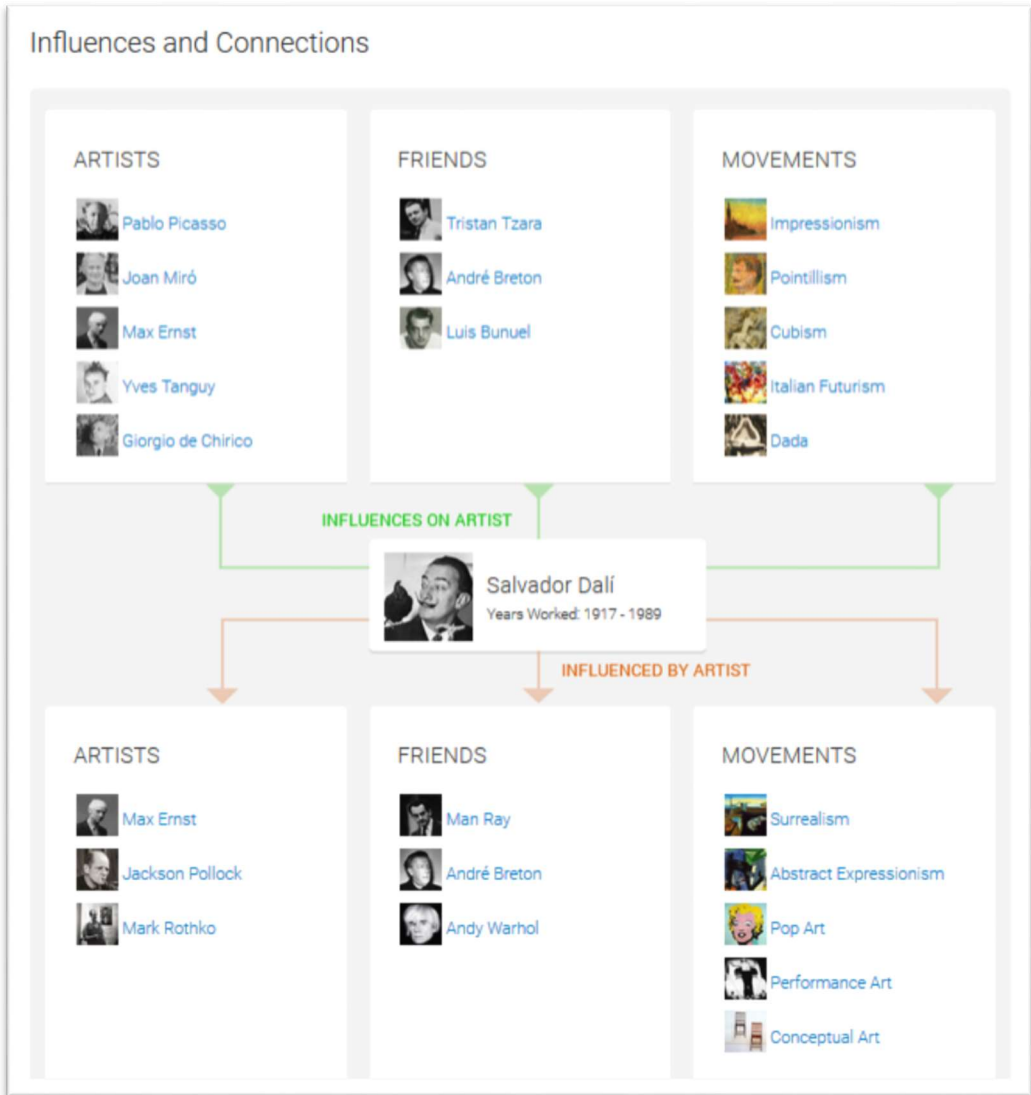 Influences and Connections
ARTISTS
Pablo Picasso
Joan Miró
Max Ernst
Yves Tanguy
Giorgio de Chirico
FRIENDS
Tristan Tzara
André Breton
Luis Bunuel
MOVEMENTS
Impressionism
Pointillism
Cubism
Italian Futurism
Dada
INFLUENCES ON ARTIST
Salvador Dalí
Years Worked: 1917 - 1989
INFLUENCED BY ARTIST
ARTISTS
Max Ernst
Jackson Pollock
Mark Rothko
FRIENDS
Man Ray
André Breton
Andy Warhol
MOVEMENTS
Surrealism
Abstract Expressionism
Pop Art
Performance Art
Conceptual Art